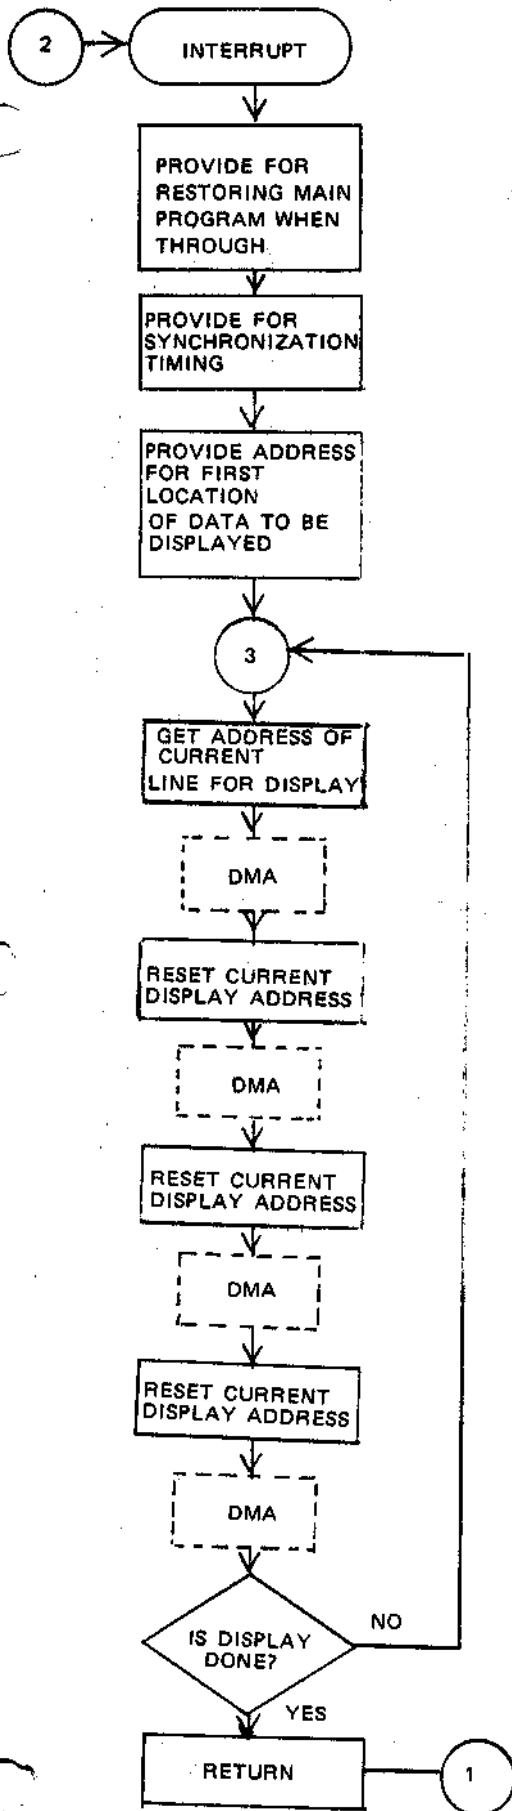 2
INTERRUPT
PROVIDE FOR
RESTORING MAIN
PROGRAM WHEN
THROUGH
PROVIDE FOR
SYNCHRONIZATION
TIMING
PROVIDE ADDRESS
FOR FIRST
LOCATION
OF DATA TO BE
DISPLAYED
3
GET ADDRESS OF
CURRENT
LINE FOR DISPLAY
DMA
RESET CURRENT
DISPLAY ADDRESS
DMA
RESET CURRENT
DISPLAY ADDRESS
DMA
RESET CURRENT
DISPLAY ADDRESS
DMA
IS DISPLAY
DONE?
NO
YES
RETURN
1